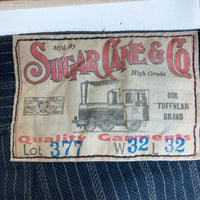 Mfd. By
SUGAR CANE & CO.
High Grade
OUR
"TUFFWEAR"
BRAND
Quality Garments
Lot 377 W 32 L 32